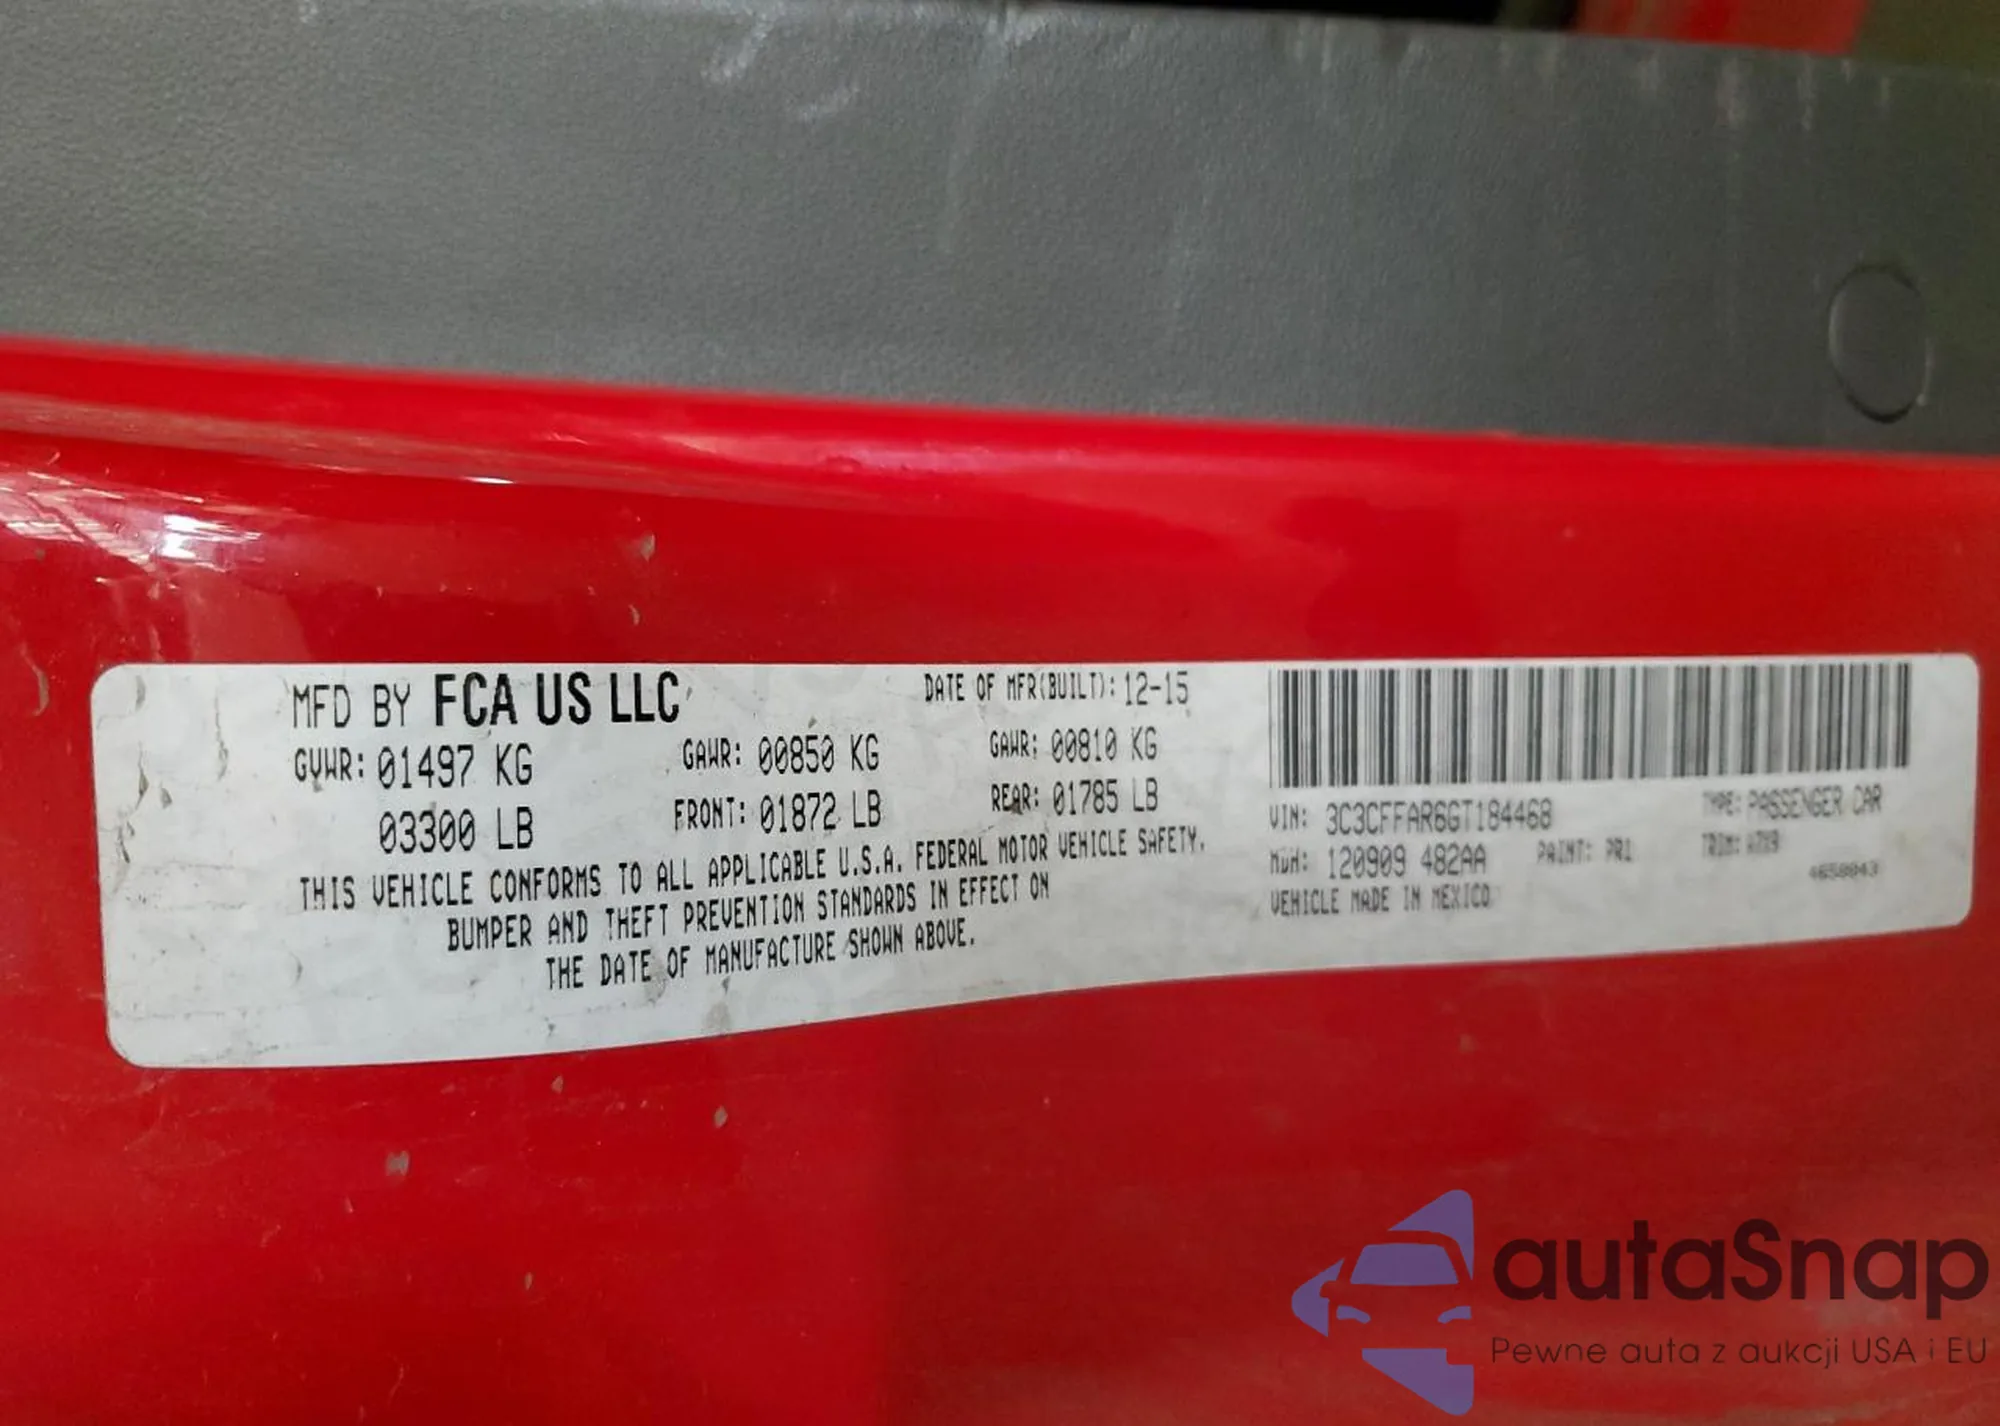 MFD BY FCA US LLC
DATE OF MFR(BUILT): 12-15
GVWR: 01497 KG
03300 LB
GAWR: 00850 KG
FRONT: 01872 LB
GAWR: 00810 KG
REAR: 01785 LB
THIS VEHICLE CONFORMS TO ALL APPLICABLE U.S.A. FEDERAL MOTOR VEHICLE SAFETY,
BUMPER AND THEFT PREVENTION STANDARDS IN EFFECT ON
THE DATE OF MANUFACTURE SHOWN ABOVE.
VIN: 3C3CFFAR6GT184468
TYPE: PASSENGER CAR
MDH: 120909 482AA
PAINT: PR1
TRIM:
VEHICLE MADE IN MEXICO
autaSnap
Pewne auta z aukcji USA i EU